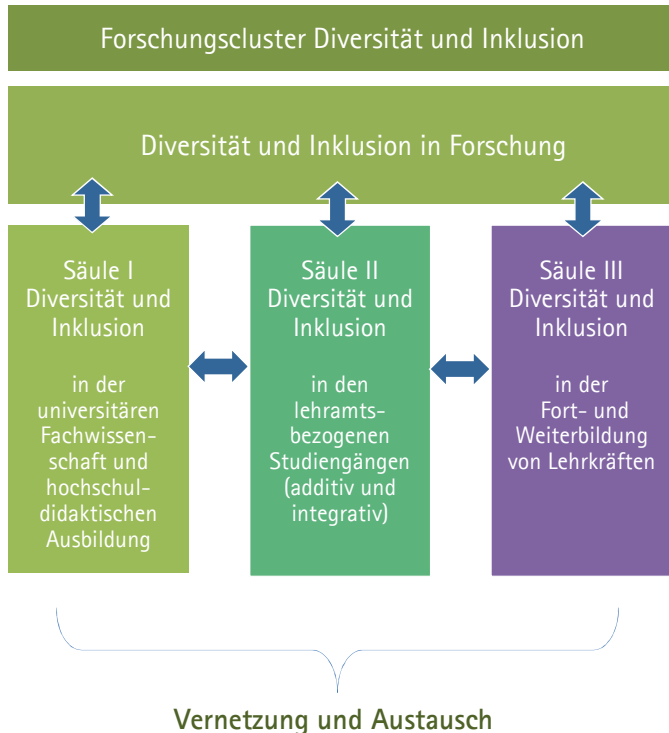 Forschungscluster Diversität und Inklusion
Diversität und Inklusion in Forschung
Säule I
Diversität und
Inklusion
in der
universitären
Fachwissen-
schaft und
hochschul-
didaktischen
Ausbildung
Säule II
Diversität und
Inklusion
in den
lehramts-
bezogenen
Studiengängen
(additiv und
integrativ)
Säule III
Diversität und
Inklusion
in der
Fort- und
Weiterbildung
von Lehrkräften
Vernetzung und Austausch